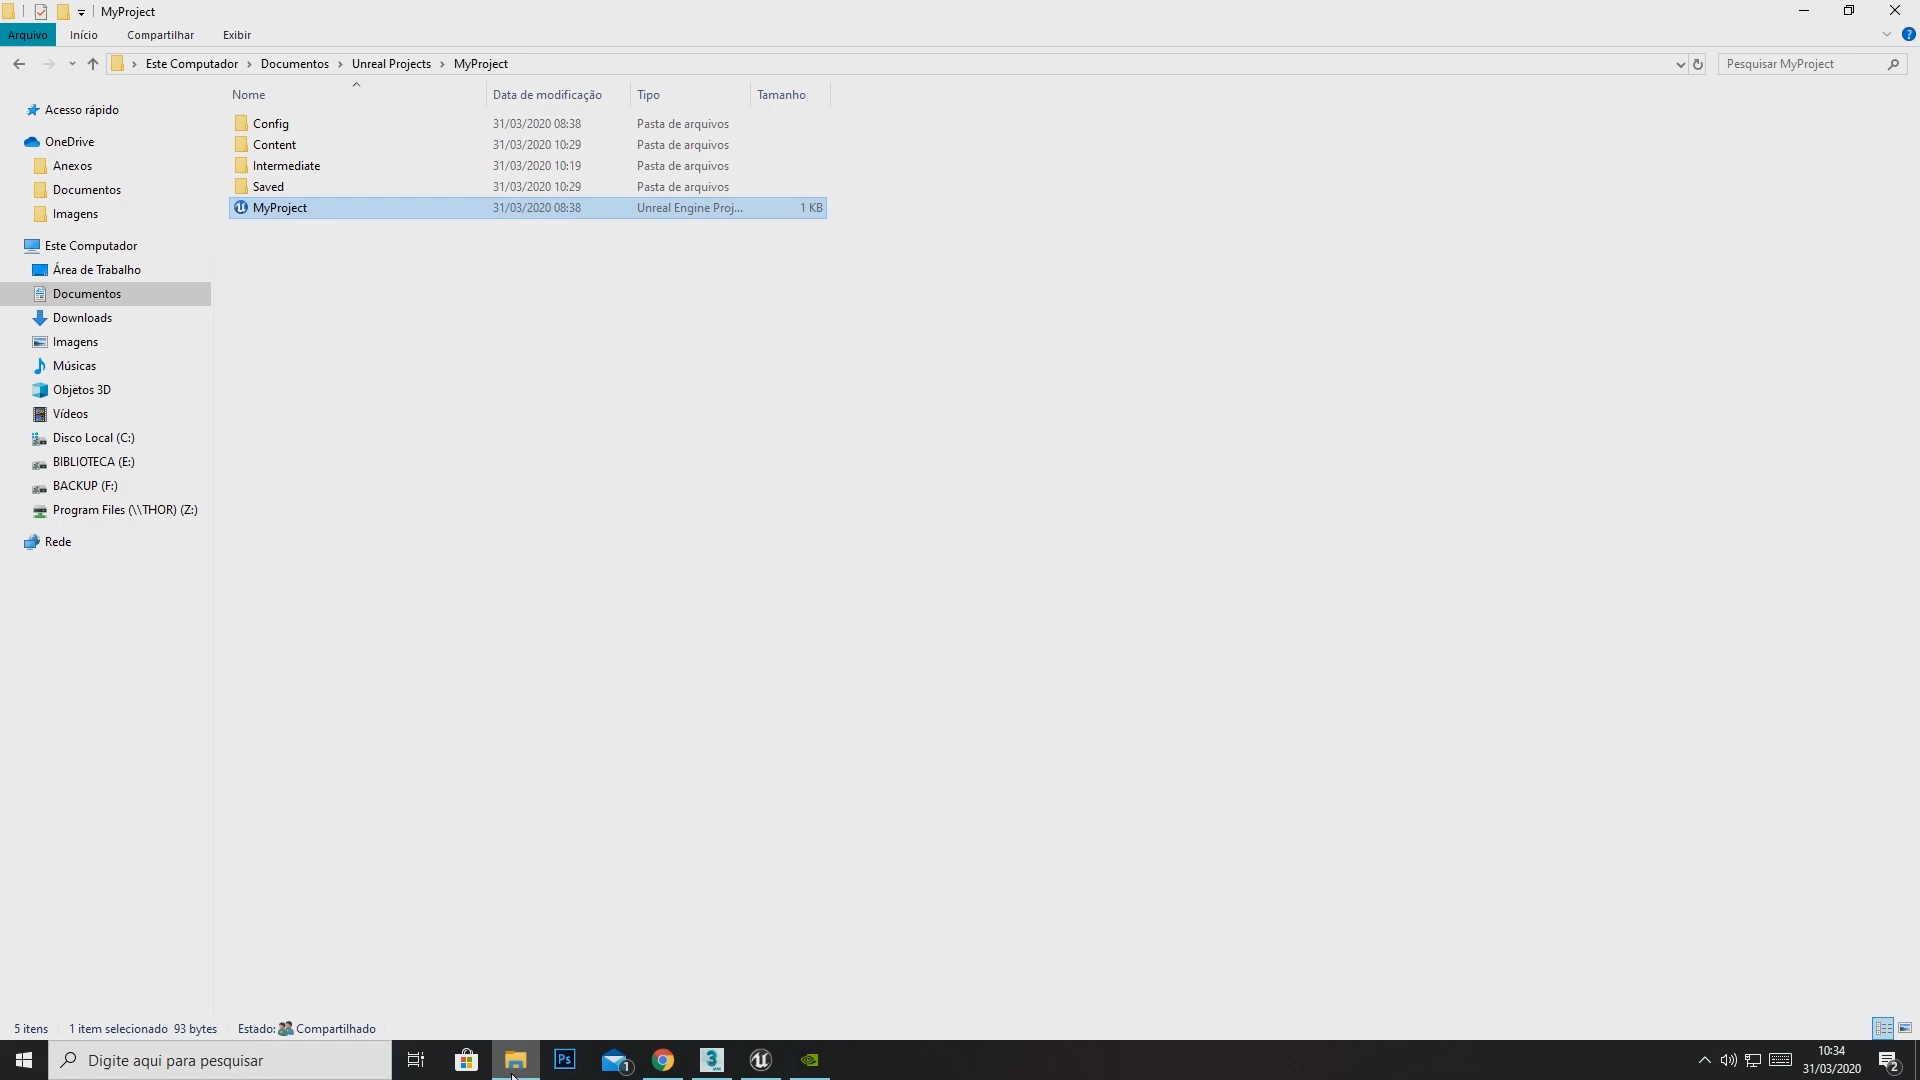 MyProject
Arquivo Início Compartilhar Exibir
Este Computador Documentos Unreal Projects MyProject Pesquisar MyProject
Nome Data de modificação Tipo Tamanho
Acesso rápido
OneDrive
Anexos
Documentos
Imagens
Este Computador
Área de Trabalho
Documentos
Downloads
Imagens
Músicas
Objetos 3D
Vídeos
Disco Local (C:)
BIBLIOTECA (E:)
BACKUP (F:)
Program Files (\\THOR) (Z:)
Rede
Config 31/03/2020 08:38 Pasta de arquivos
Content 31/03/2020 10:29 Pasta de arquivos
Intermediate 31/03/2020 10:19 Pasta de arquivos
Saved 31/03/2020 10:29 Pasta de arquivos
MyProject 31/03/2020 08:38 Unreal Engine Proj... 1 KB
5 itens 1 item selecionado 93 bytes Estado: Compartilhado
Digite aqui para pesquisar
Ps
1
3
10:34
31/03/2020
2